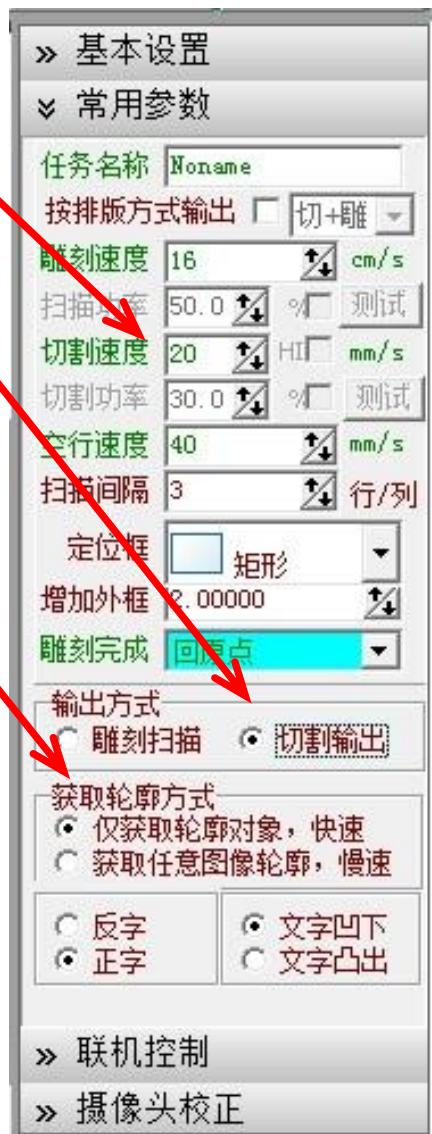 » 基本设置
» 常用参数
任务名称 Noname
按排版方式输出 切+雕
雕刻速度 16 cm/s
扫描功率 50.0 % 测试
切割速度 20 HI mm/s
切割功率 30.0 % 测试
空行速度 40 mm/s
扫描间隔 3 行/列
定位框 矩形
增加外框 2.00000
雕刻完成 回原点
输出方式
雕刻扫描 切割输出
获取轮廓方式
仅获取轮廓对象，快速
获取任意图像轮廓，慢速
反字 文字凹下
正字 文字凸出
» 联机控制
» 摄像头校正